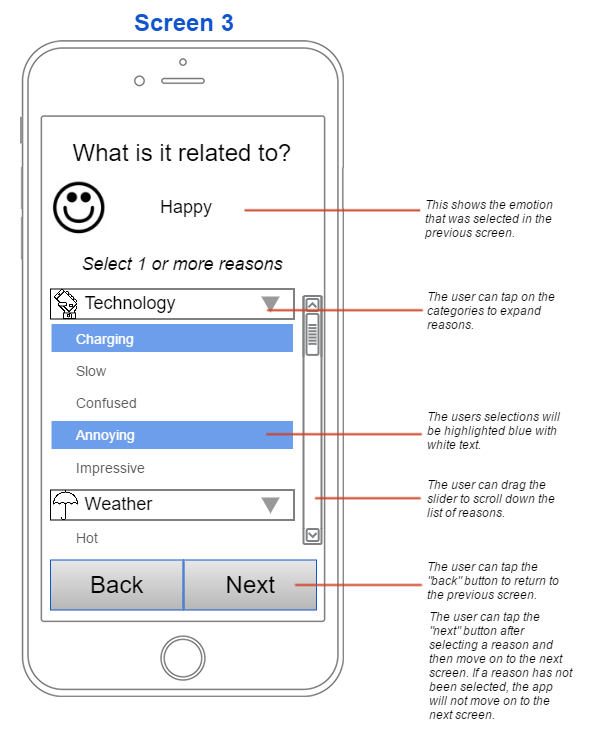 Screen 3
What is it related to?
Happy
This shows the emotion
that was selected in the
previous screen.
Select 1 or more reasons
Technology
The user can tap on the
categories to expand
reasons.
Charging
Slow
Confused
Annoying
The users selections will
be highlighted blue with
white text.
Impressive
Weather
The user can drag the
slider to scroll down the
list of reasons.
Hot
Back
Next
The user can tap the
"back" button to return to
the previous screen.
The user can tap the
"next" button after
selecting a reason and
then move on to the next
screen. If a reason has not
been selected, the app
will not move on to the
next screen.